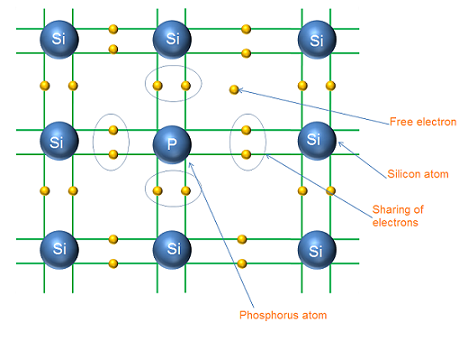 Si
Si
Si
Free electron
Si
P
Si
Silicon atom
Sharing of
electrons
Si
Si
Si
Phosphorus atom